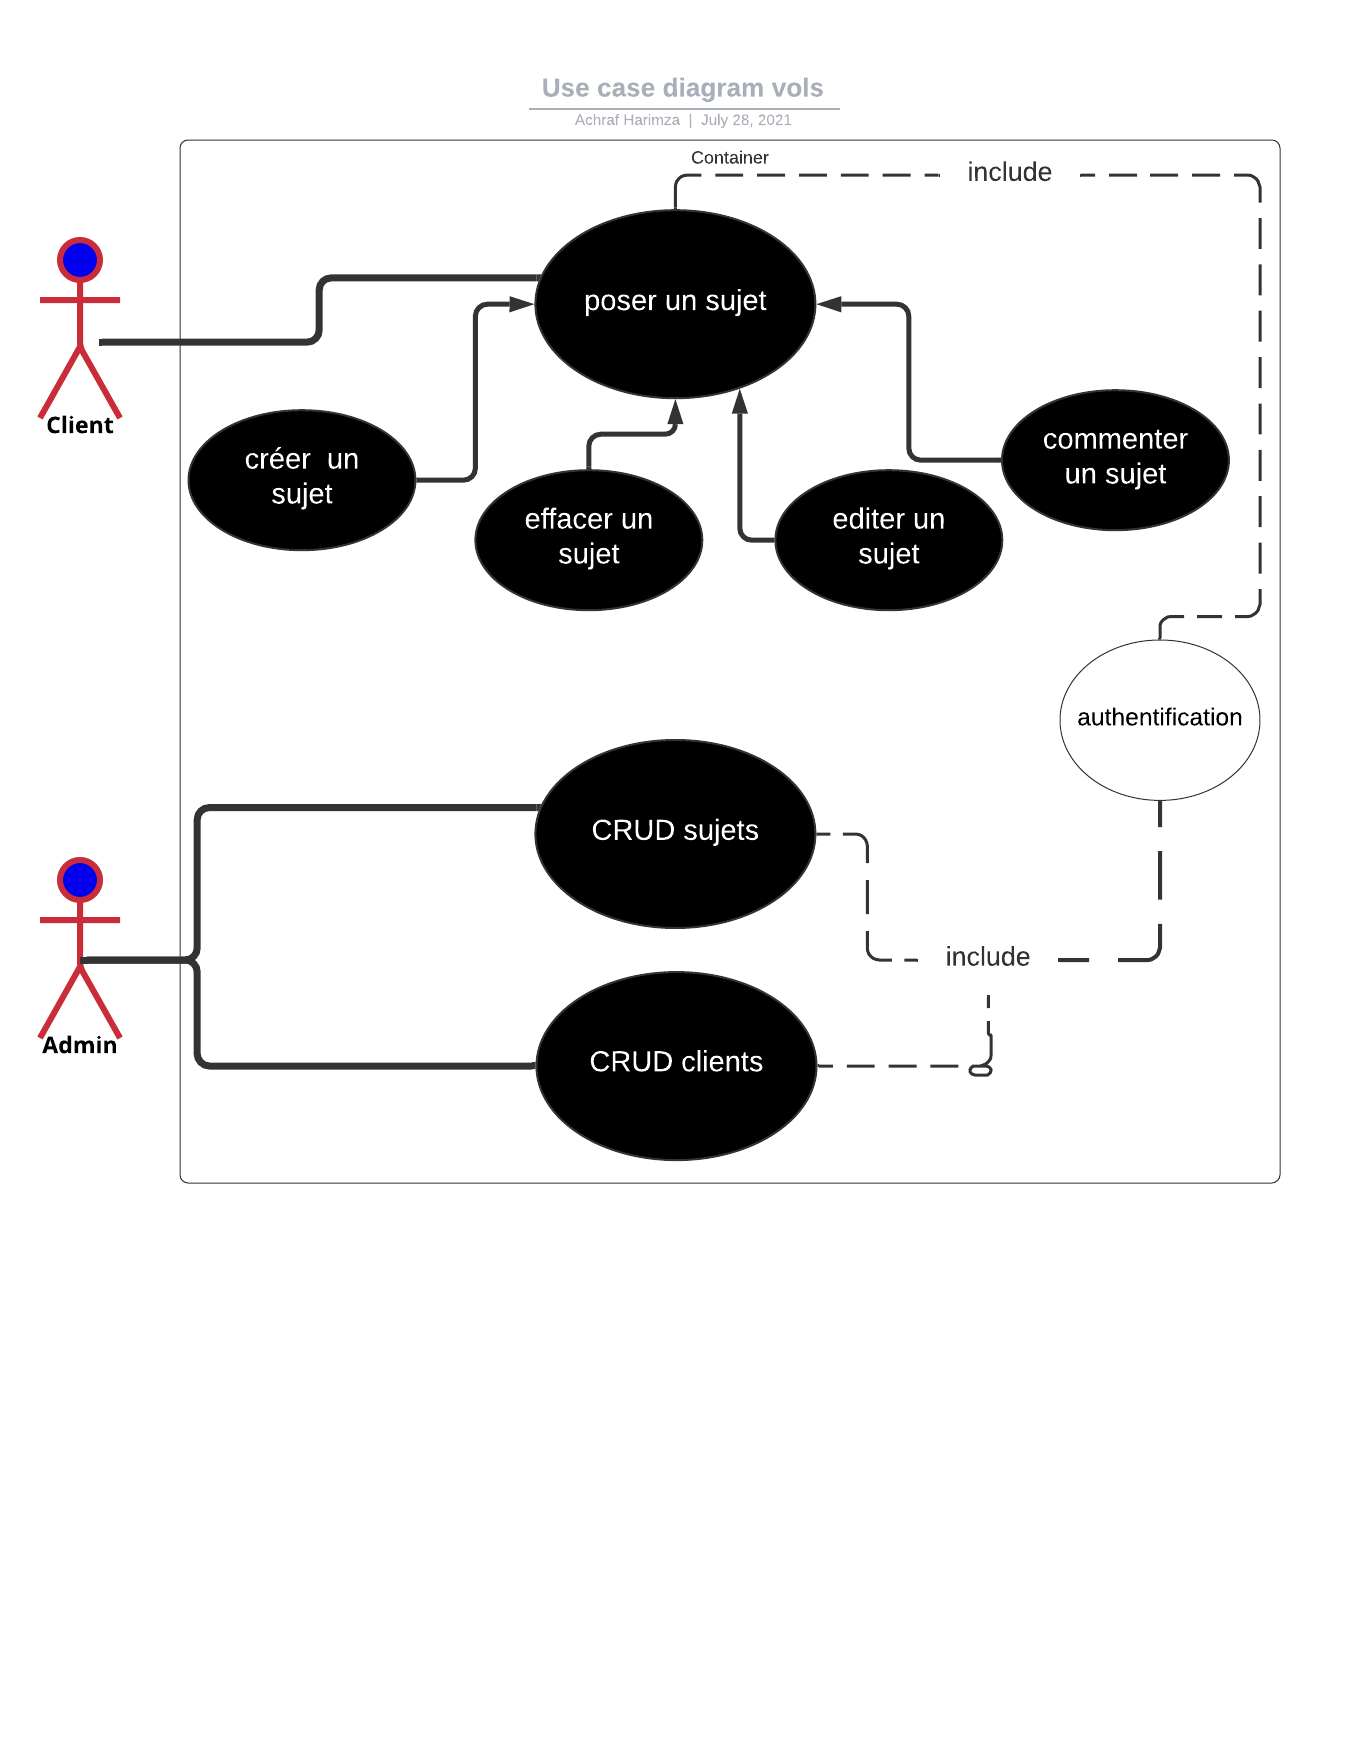 Use case diagram vols
Achraf Harimza | July 28, 2021
Container
include
poser un sujet
Client
créer un
sujet
effacer un
sujet
editer un
sujet
commenter
un sujet
authentification
CRUD sujets
include
Admin
CRUD clients